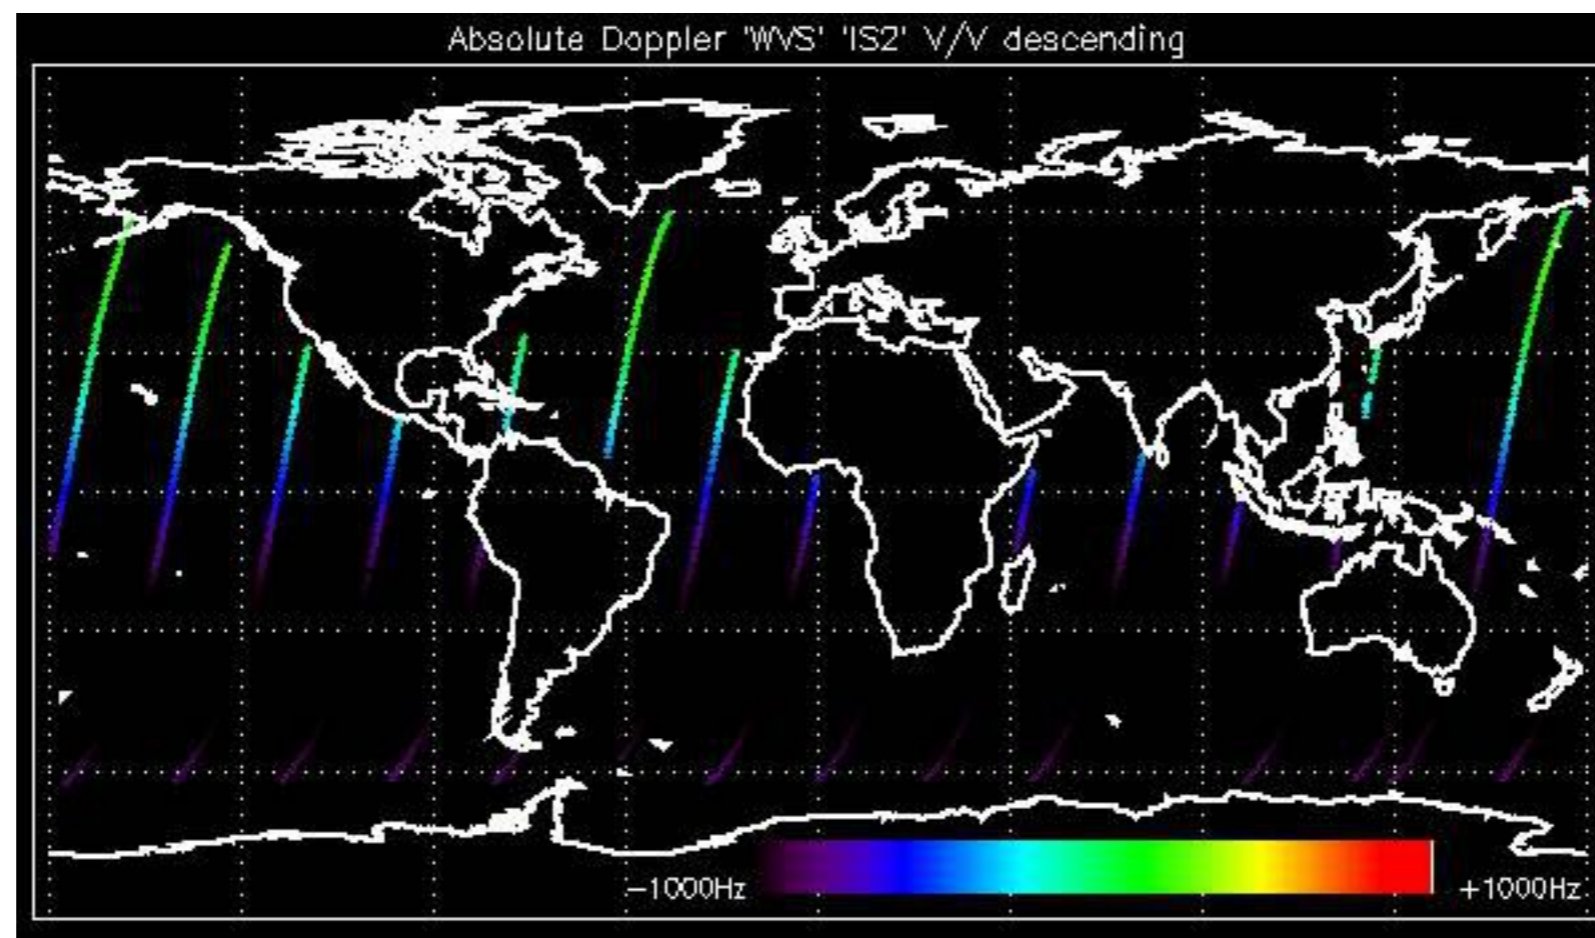 Absolute Doppler 'WVS' 'IS2' V/V descending
−1000Hz
+1000Hz